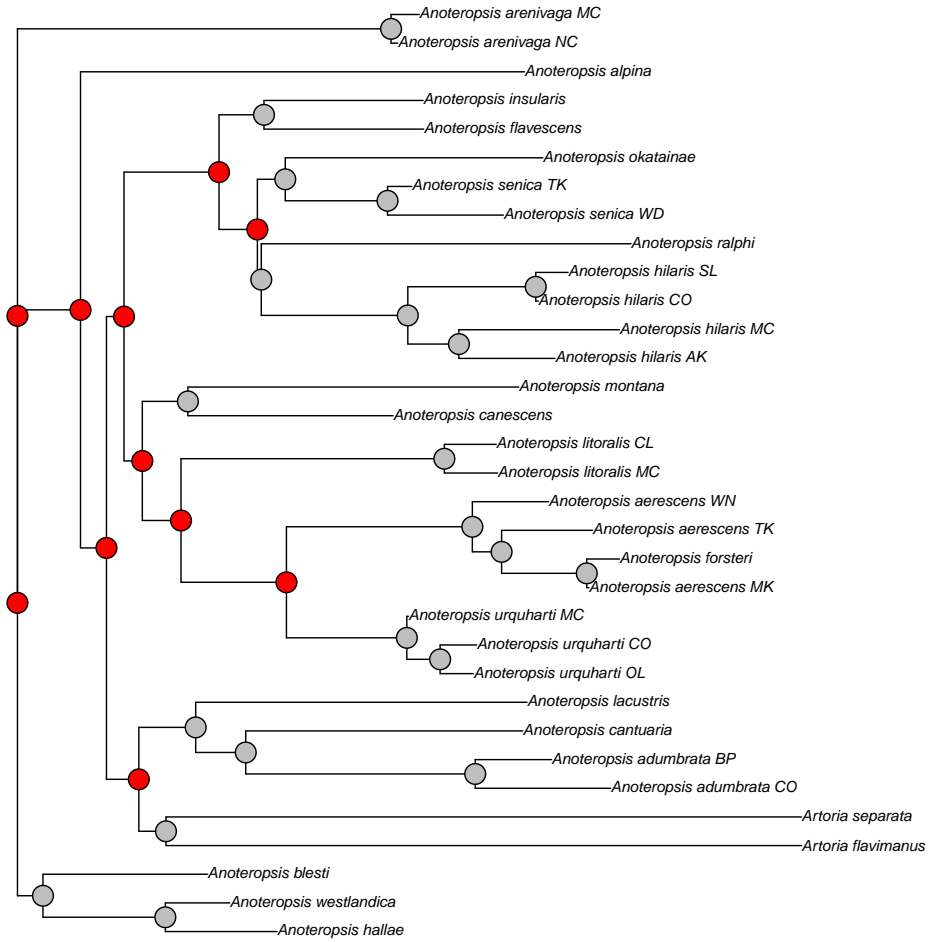 Anoteropsis arenivaga MC
Anoteropsis arenivaga NC
Anoteropsis alpina
Anoteropsis insularis
Anoteropsis flavescens
Anoteropsis okatainae
Anoteropsis senica TK
Anoteropsis senica WD
Anoteropsis ralphi
Anoteropsis hilaris SL
Anoteropsis hilaris CO
Anoteropsis hilaris MC
Anoteropsis hilaris AK
Anoteropsis montana
Anoteropsis canescens
Anoteropsis litoralis CL
Anoteropsis litoralis MC
Anoteropsis aerescens WN
Anoteropsis aerescens TK
Anoteropsis forsteri
Anoteropsis aerescens MK
Anoteropsis urquharti MC
Anoteropsis urquharti CO
Anoteropsis urquharti OL
Anoteropsis lacustris
Anoteropsis cantuaria
Anoteropsis adumbrata BP
Anoteropsis adumbrata CO
Artoria separata
Artoria flavimanus
Anoteropsis blesti
Anoteropsis westlandica
Anoteropsis hallae